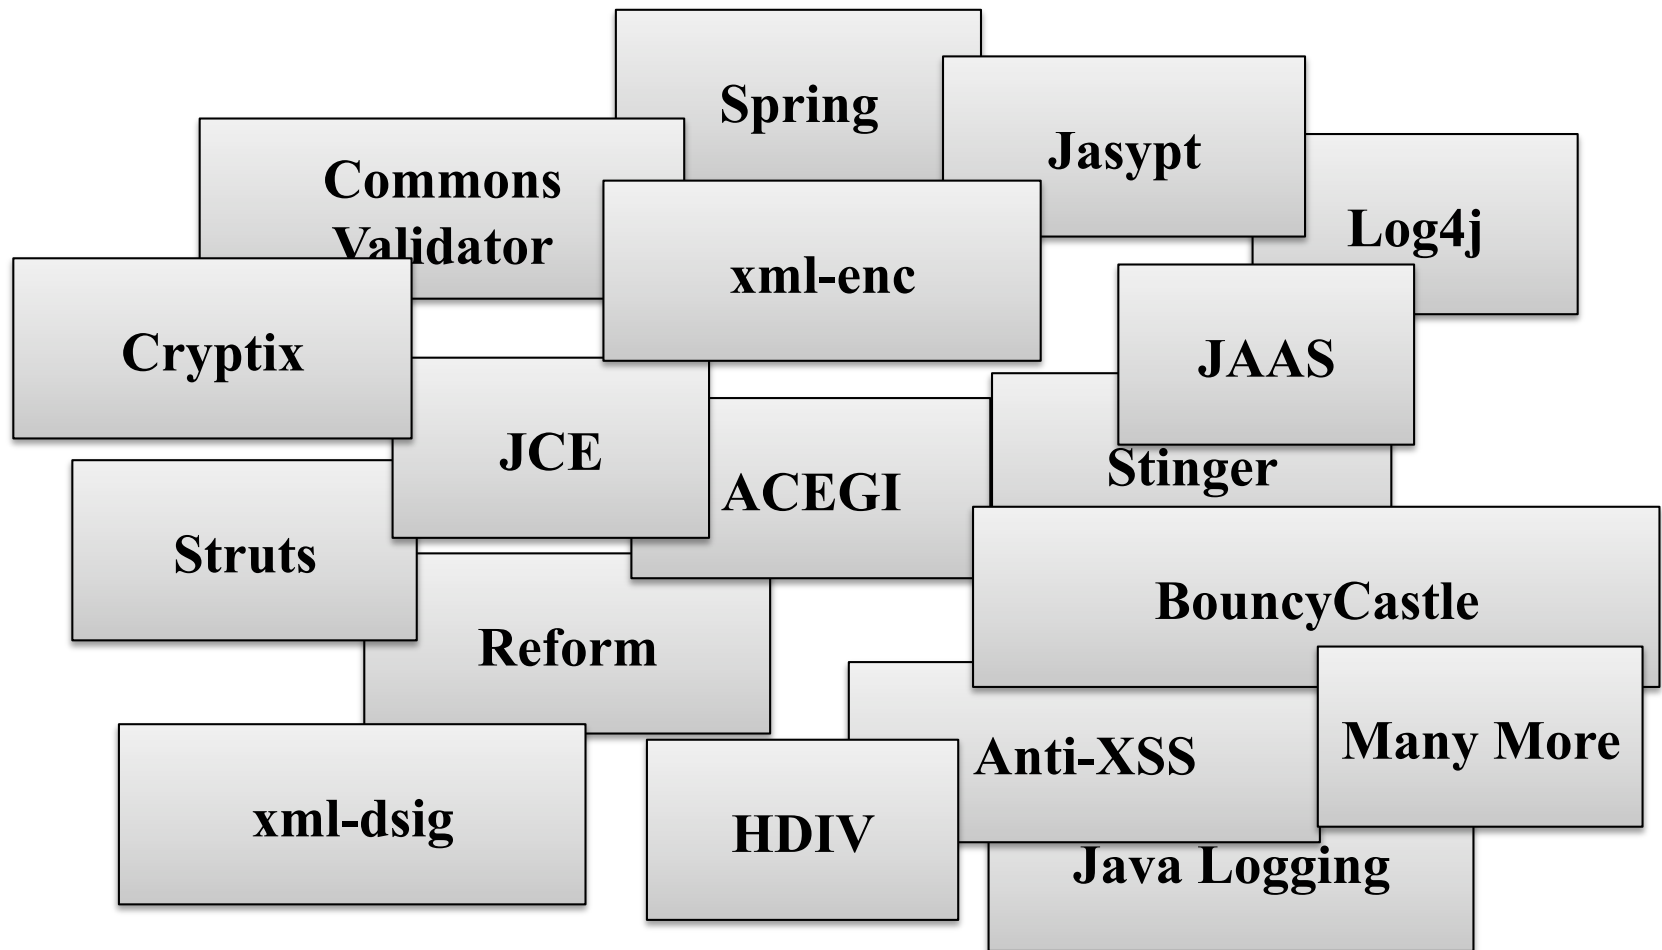 Spring
Jasypt
Commons
Validator
Log4j
xml-enc
Cryptix
JAAS
JCE
Stinger
ACEGI
Struts
BouncyCastle
Reform
Many More
Anti-XSS
xml-dsig
HDIV
Java Logging